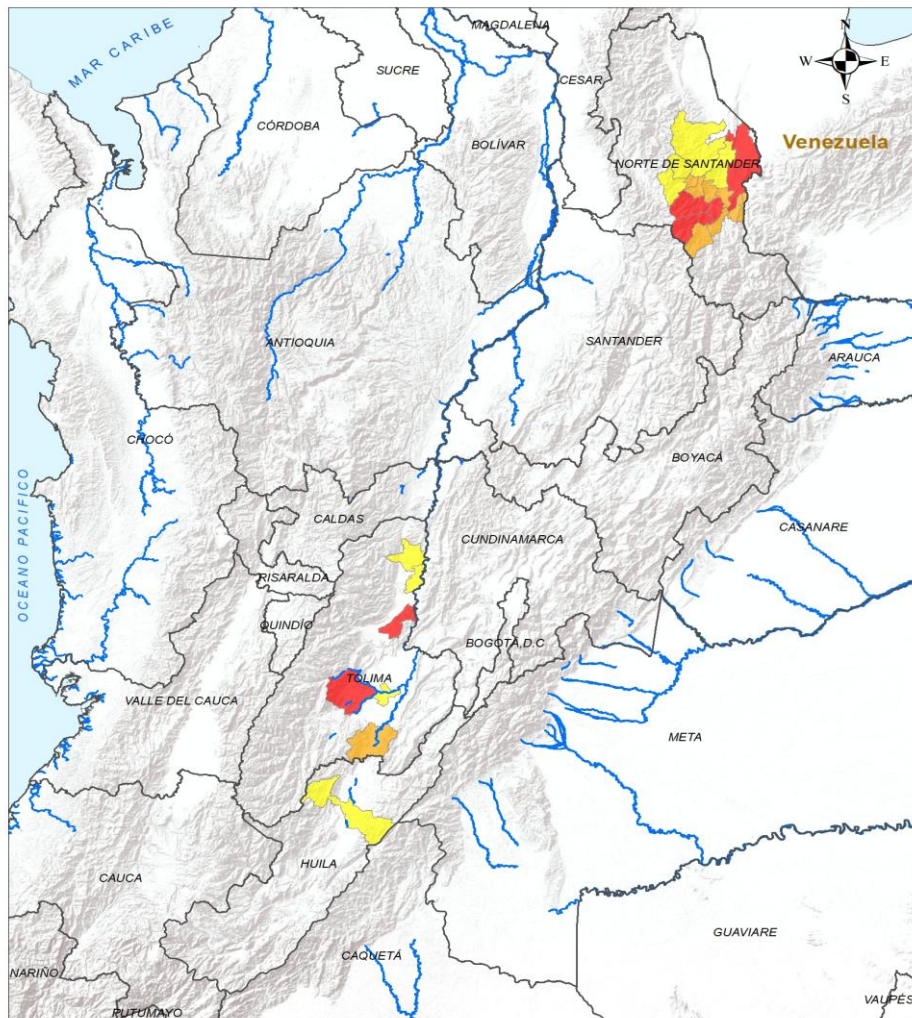 MAGDALENA
N
MAR CARIBE
W
E
SUCRE
CESAR
S
CÓRDOBA
BOLÍVAR
Venezuela
NORTE DE SANTANDER
ANTIOQUIA
SANTANDER
ARAUCA
CHOCÓ
BOYACÁ
OCEANO PACIFICO
CALDAS
CASANARE
CUNDINAMARCA
RISARALDA
QUINDÍO
BOGOTÁ,D.C
TOLIMA
VALLE DEL CAUCA
META
HUILA
CAUCA
GUAVIARE
CAQUETÁ
NARIÑO
VAUPÉS
PUTUMAYO